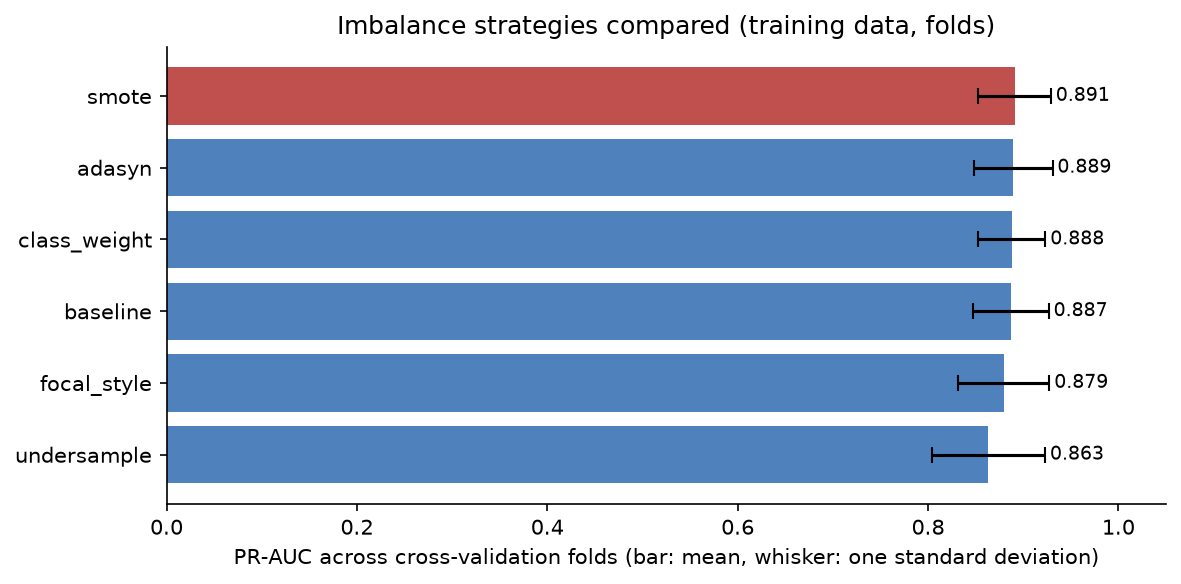 Imbalance strategies compared (training data, folds)
smote 0.891
adasyn 0.889
class_weight 0.888
baseline 0.887
focal_style 0.879
undersample 0.863
0.0 0.2 0.4 0.6 0.8 1.0
PR-AUC across cross-validation folds (bar: mean, whisker: one standard deviation)